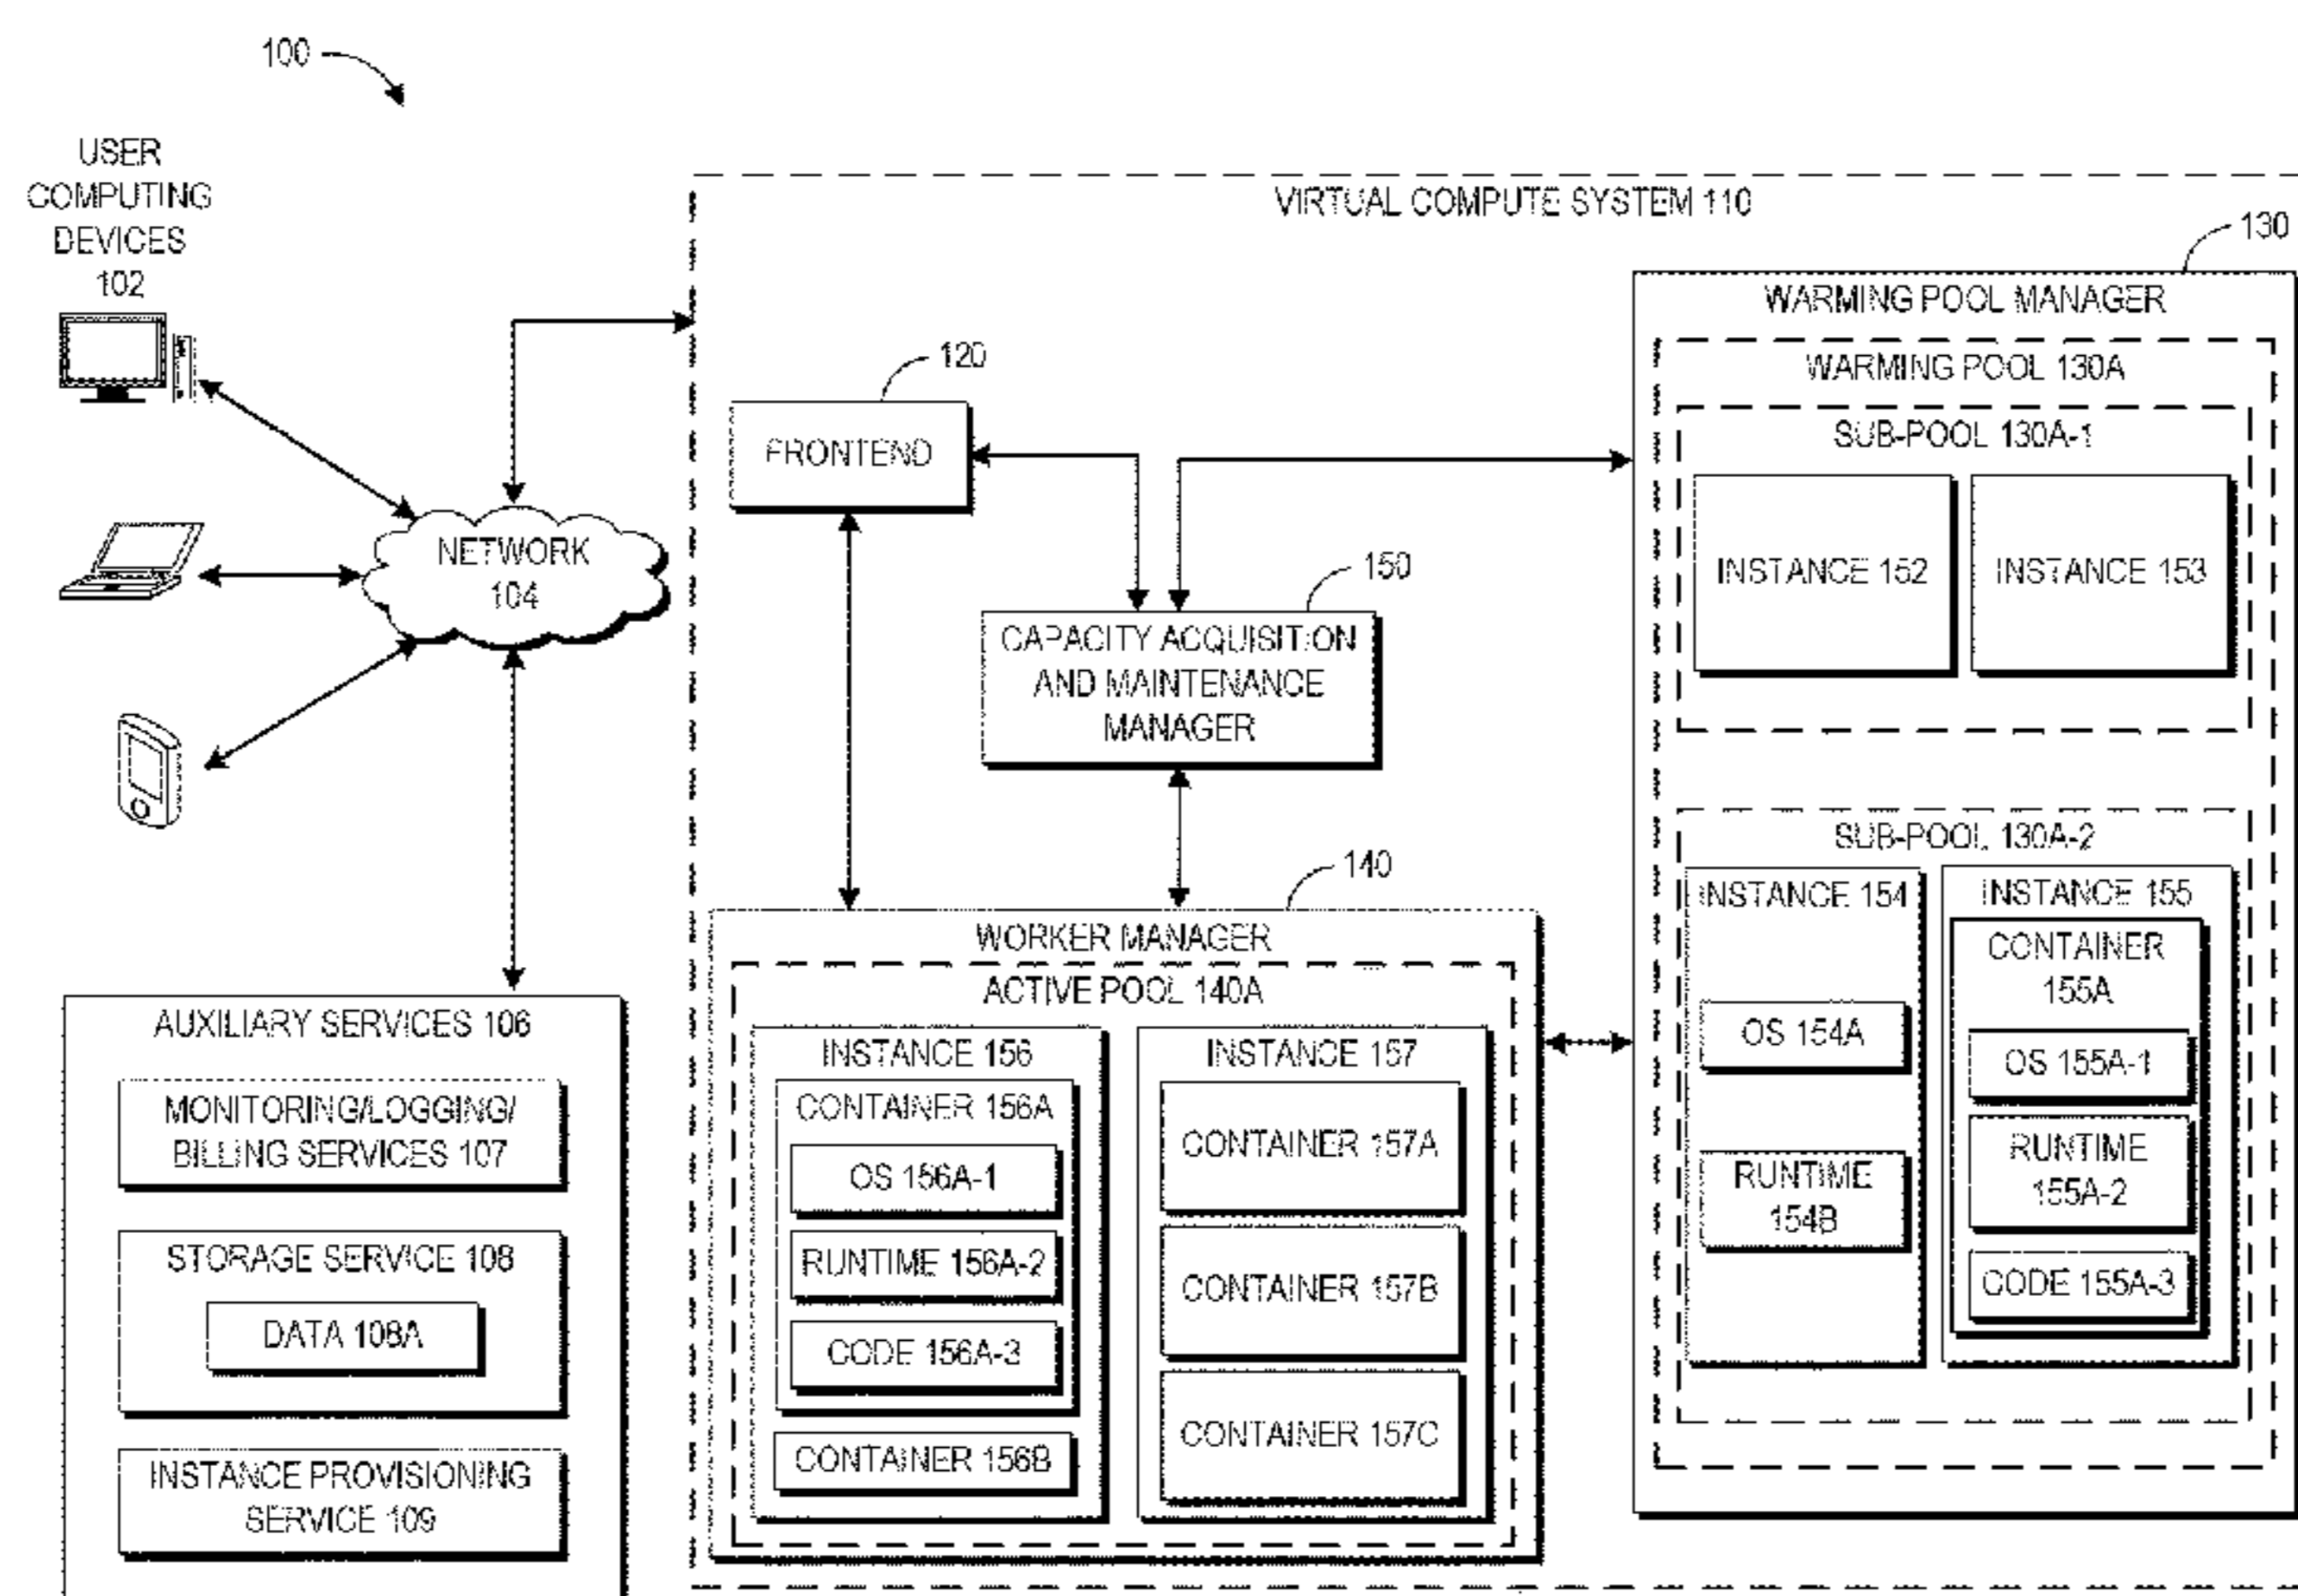 100
USER
COMPUTING
DEVICES
102
VIRTUAL COMPUTE SYSTEM 110
130
WARMING POOL MANAGER
WARMING POOL 130A
SUB-POOL 130A-1
INSTANCE 152
INSTANCE 153
120
FRONTEND
NETWORK
104
150
CAPACITY ACQUISITION
AND MAINTENANCE
MANAGER
SUB-POOL 130A-2
INSTANCE 154
OS 154A
RUNTIME
154B
INSTANCE 155
CONTAINER
155A
OS 155A-1
RUNTIME
155A-2
CODE 155A-3
140
WORKER MANAGER
ACTIVE POOL 140A
INSTANCE 156
CONTAINER 156A
OS 156A-1
RUNTIME 156A-2
CODE 156A-3
CONTAINER 156B
INSTANCE 157
CONTAINER 157A
CONTAINER 157B
CONTAINER 157C
AUXILIARY SERVICES 106
MONITORING/LOGGING/
BILLING SERVICES 107
STORAGE SERVICE 108
DATA 108A
INSTANCE PROVISIONING
SERVICE 109